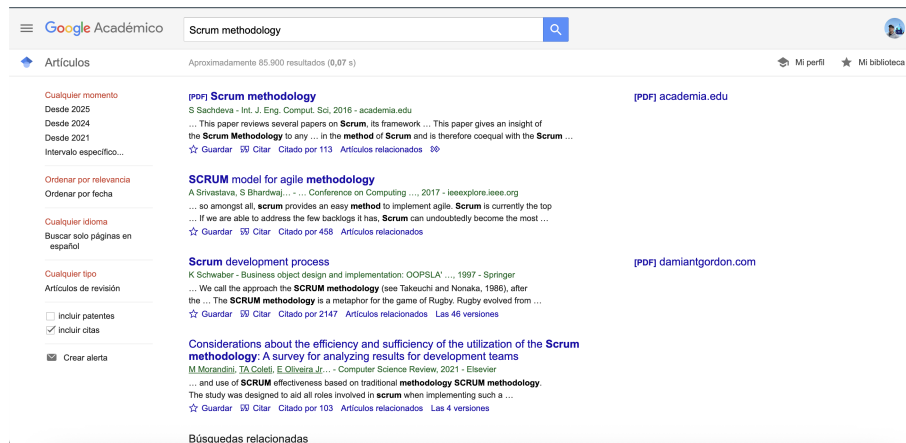 Google Académico
Scrum methodology
Artículos
Aproximadamente 85.900 resultados (0,07 s)
Mi perfil
Mi biblioteca
Cualquier momento
Desde 2025
Desde 2024
Desde 2021
Intervalo específico...
Ordenar por relevancia
Ordenar por fecha
Cualquier idioma
Buscar solo páginas en
español
Cualquier tipo
Artículos de revisión
incluir patentes
incluir citas
Crear alerta
[PDF] Scrum methodology
S Sachdeva - Int. J. Eng. Comput. Sci, 2016 - academia.edu
… This paper reviews several papers on Scrum, its framework … This paper gives an insight of
the Scrum Methodology to any … in the method of Scrum and is therefore coequal with the Scrum …
Guardar Citar Citado por 113 Artículos relacionados
[PDF] academia.edu
SCRUM model for agile methodology
A Srivastava, S Bhardwaj… - … Conference on Computing …, 2017 - ieeexplore.ieee.org
… so amongst all, scrum provides an easy method to implement agile. Scrum is currently the top
… If we are able to address the few backlogs it has, Scrum can undoubtedly become the most …
Guardar Citar Citado por 458 Artículos relacionados
Scrum development process
K Schwaber - Business object design and implementation: OOPSLA' …, 1997 - Springer
… We call the approach the SCRUM methodology (see Takeuchi and Nonaka, 1986), after
the … The SCRUM methodology is a metaphor for the game of Rugby. Rugby evolved from …
Guardar Citar Citado por 2147 Artículos relacionados Las 46 versiones
[PDF] damiantgordon.com
Considerations about the efficiency and sufficiency of the utilization of the Scrum
methodology: A survey for analyzing results for development teams
M Morandini, TA Coleti, E Oliveira Jr… - Computer Science Review, 2021 - Elsevier
… and use of SCRUM effectiveness based on traditional methodology SCRUM methodology.
The study was designed to aid all roles involved in scrum when implementing such a …
Guardar Citar Citado por 103 Artículos relacionados Las 4 versiones
Búsquedas relacionadas